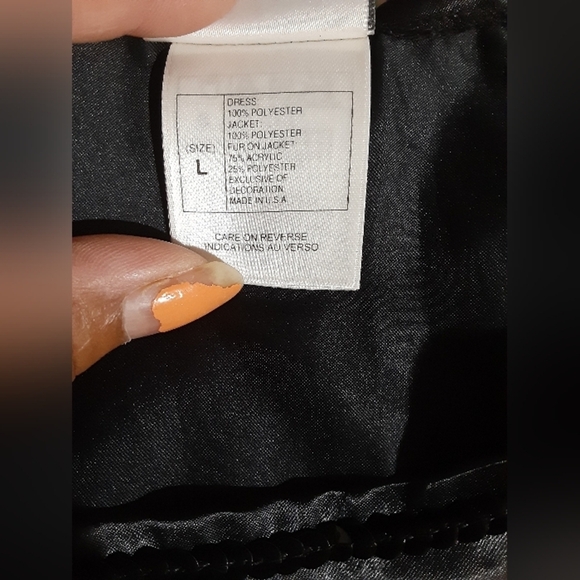 (SIZE)
L
DRESS:
100% POLYESTER
JACKET:
100% POLYESTER
FUR ON JACKET:
75% ACRYLIC
25% POLYESTER
EXCLUSIVE OF
DECORATION
MADE IN U.S.A.
CARE ON REVERSE
INDICATIONS AU VERSO